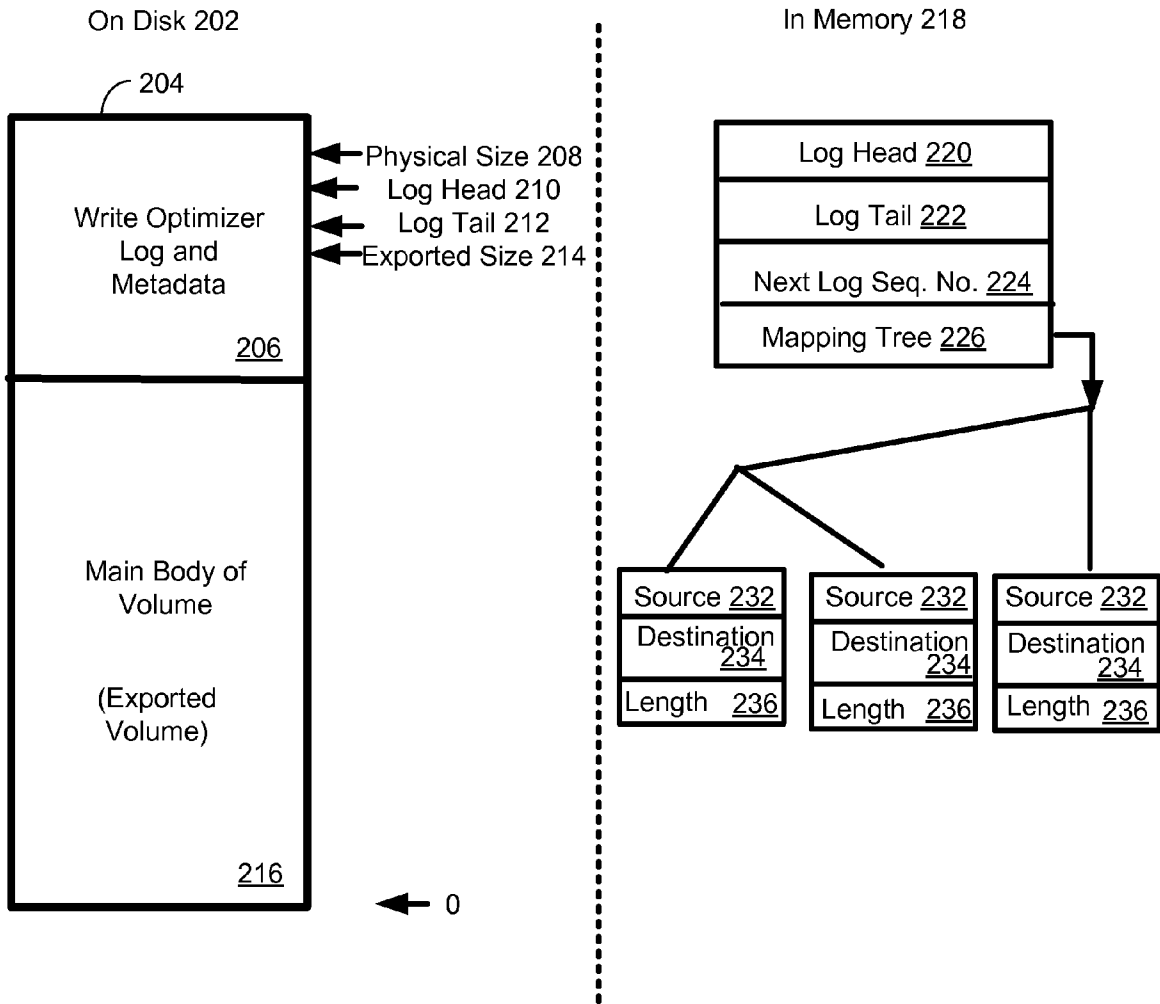 On Disk 202
204
Write Optimizer
Log and
Metadata
206
Physical Size 208
Log Head 210
Log Tail 212
Exported Size 214
Main Body of
Volume
(Exported
Volume)
216
0
In Memory 218
Log Head 220
Log Tail 222
Next Log Seq. No. 224
Mapping Tree 226
Source 232
Destination
234
Length 236
Source 232
Destination
234
Length 236
Source 232
Destination
234
Length 236